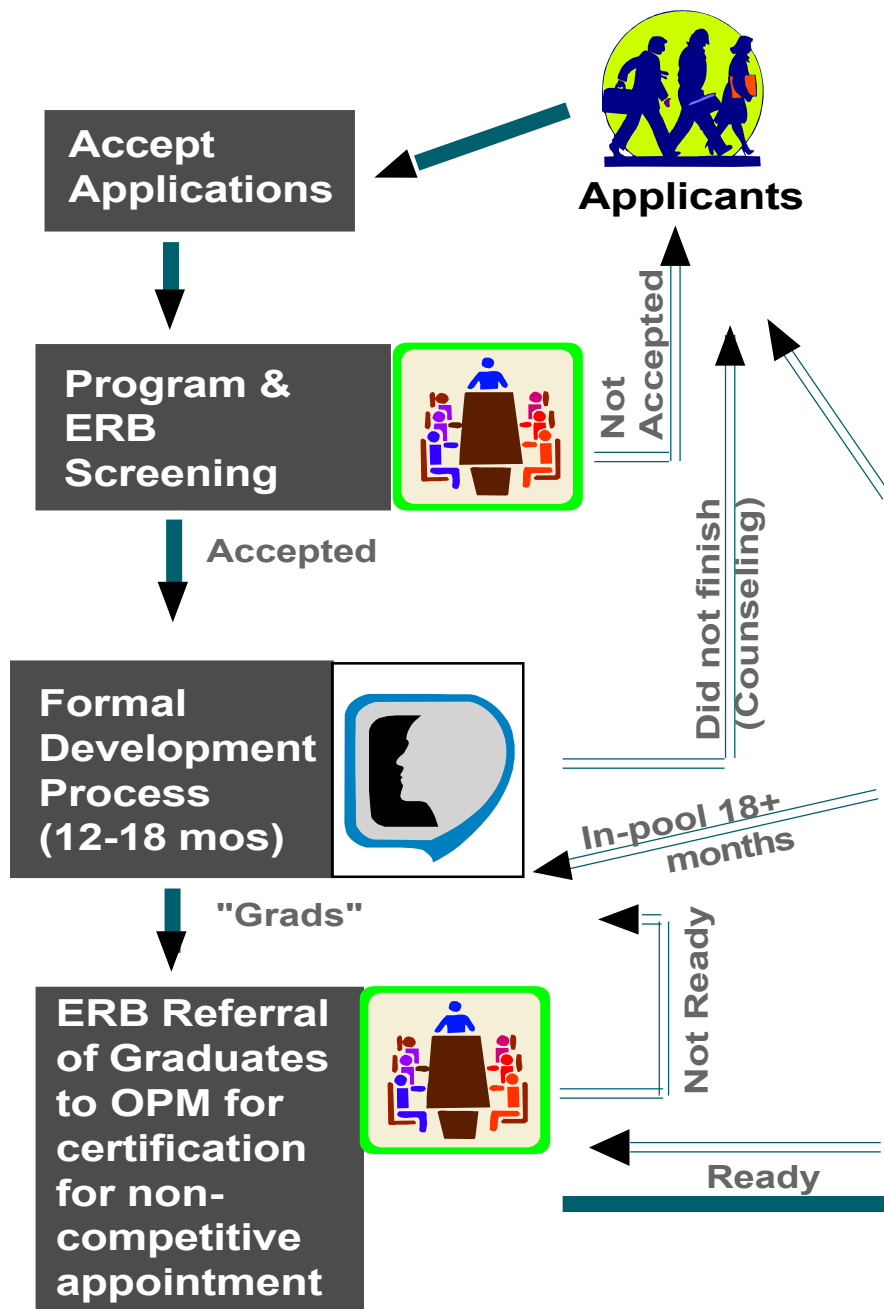 Applicants
Accept
Applications
Not
Accepted
Program &
ERB
Screening
Accepted
Did not finish
(Counseling)
Formal
Development
Process
(12-18 mos)
In-pool 18+
months
"Grads"
Not Ready
ERB Referral
of Graduates
to OPM for
certification
for non-
competitive
appointment
Ready